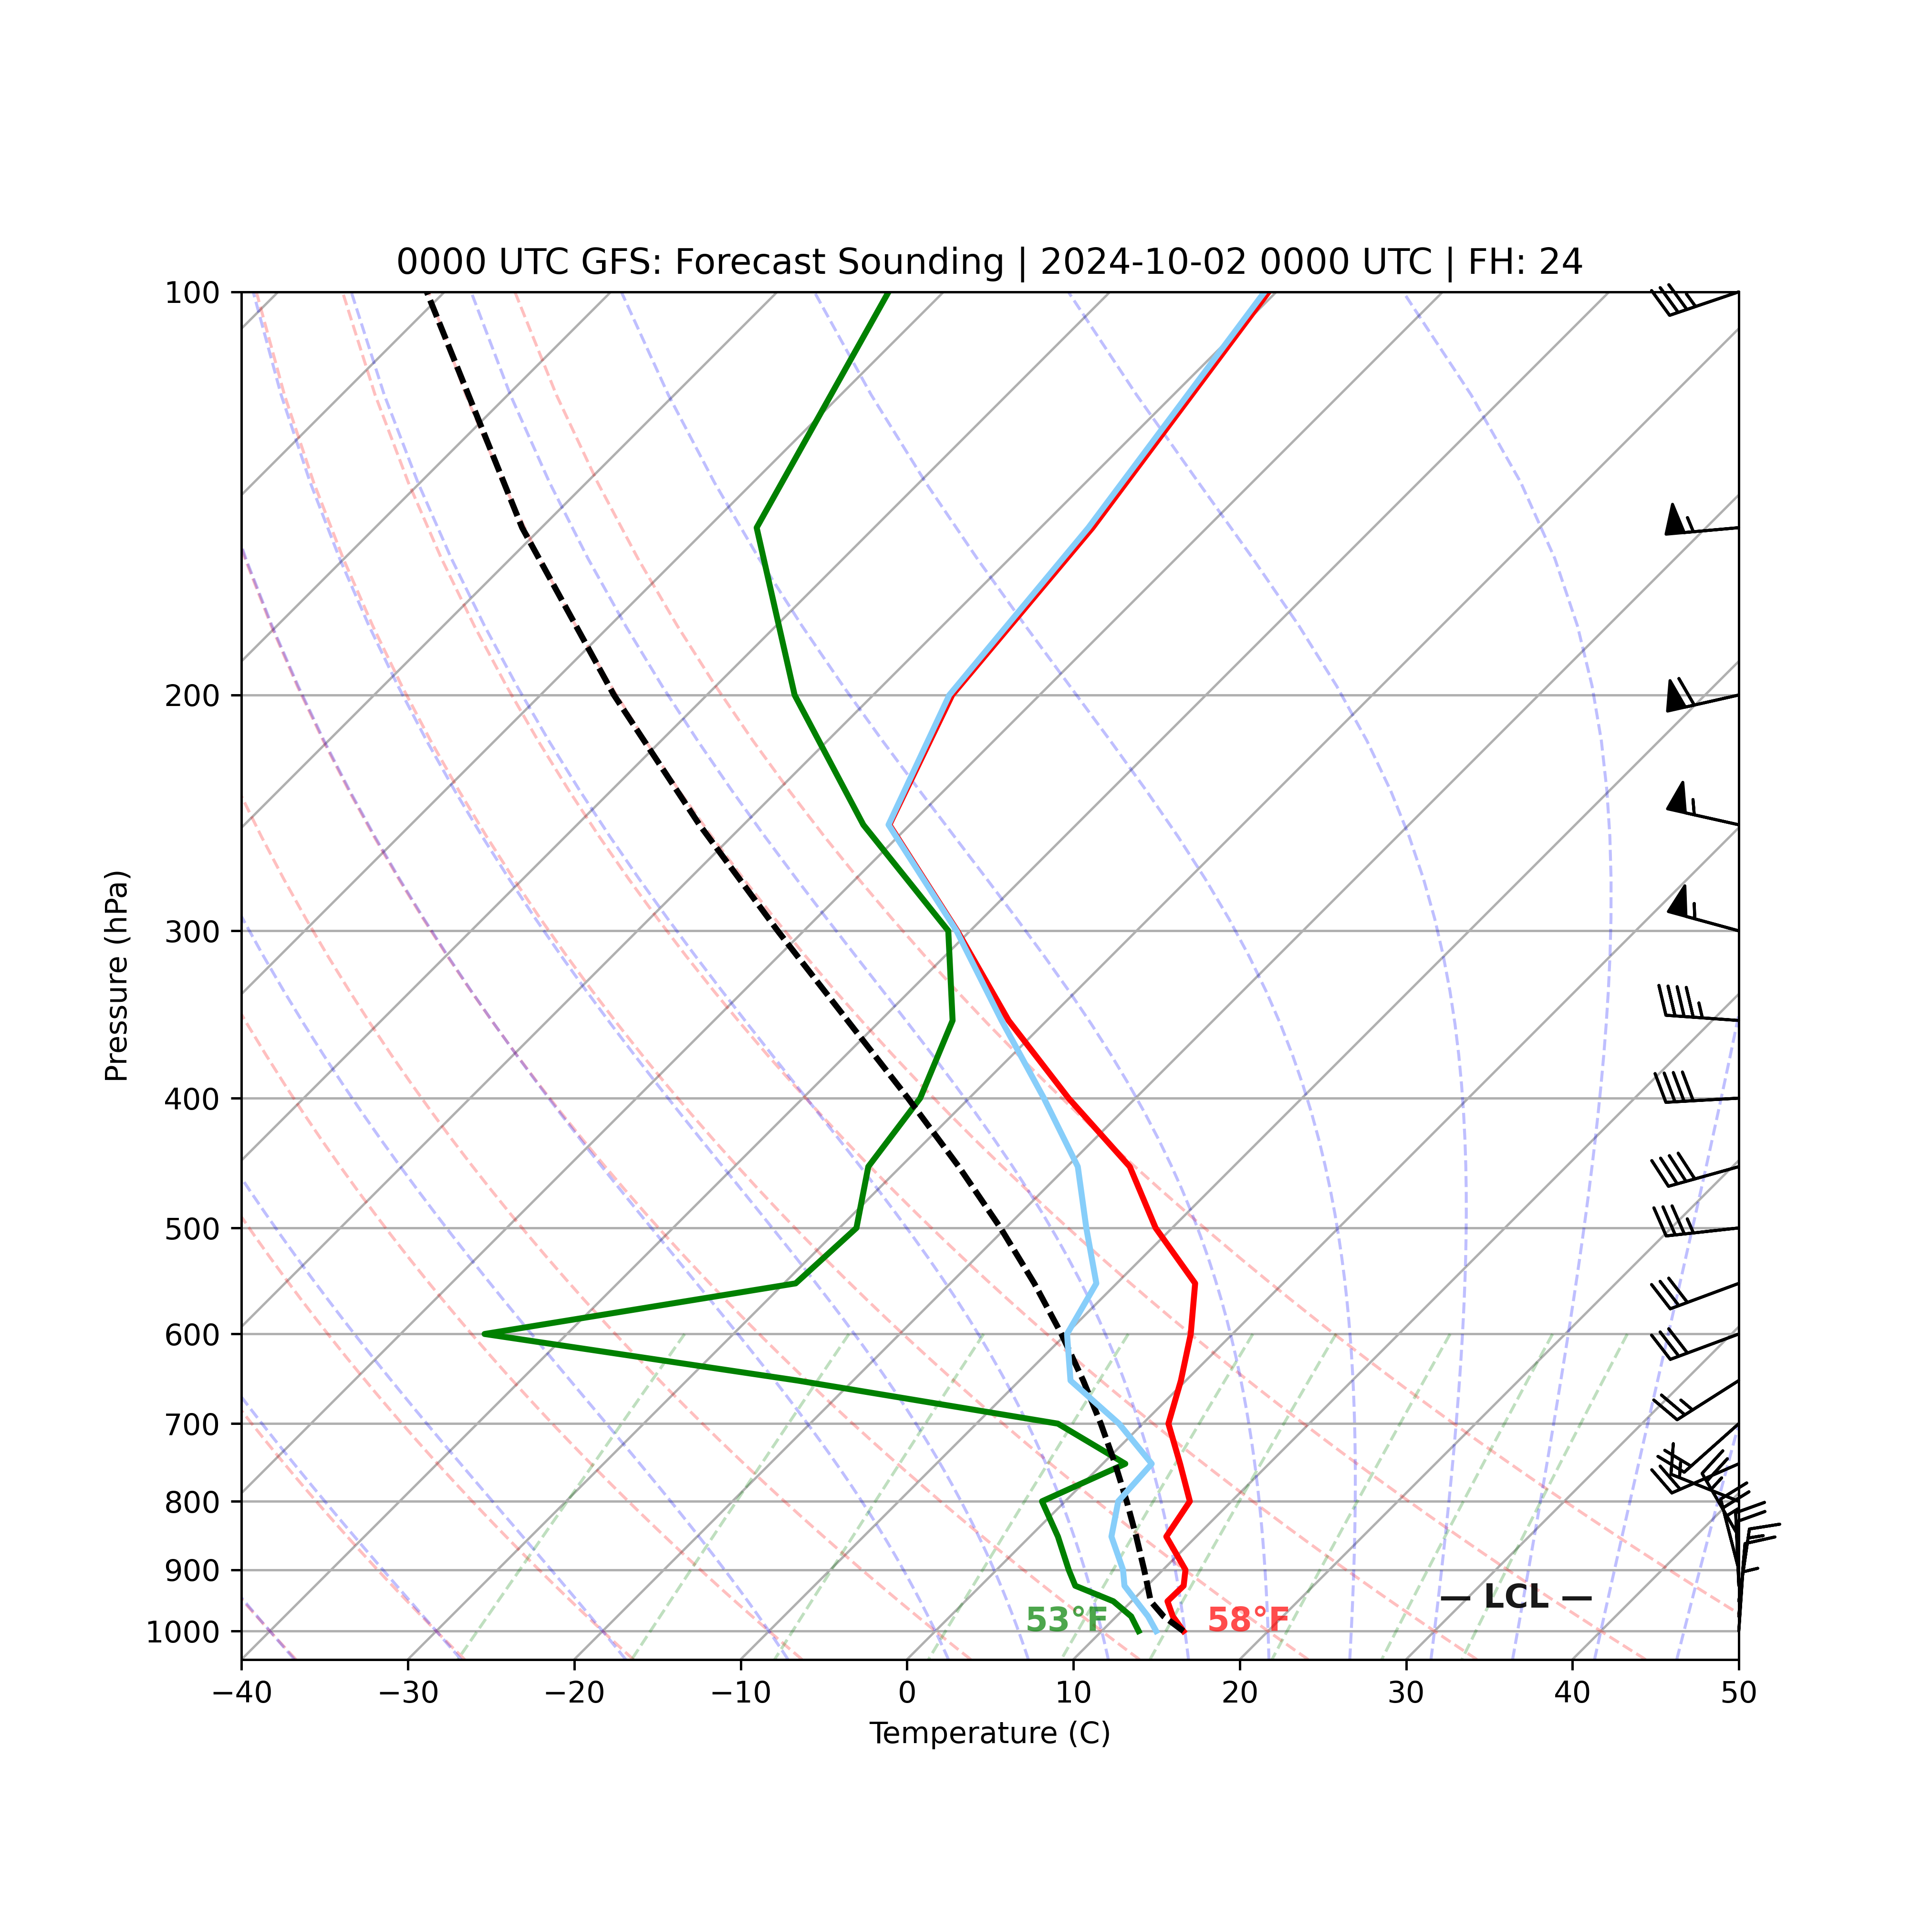 0000 UTC GFS: Forecast Sounding | 2024-10-02 0000 UTC | FH: 24
100
200
300
400
500
600
700
800
900
1000
Pressure (hPa)
— LCL —
53°F
58°F
−40 −30 −20 −10 0 10 20 30 40 50
Temperature (C)